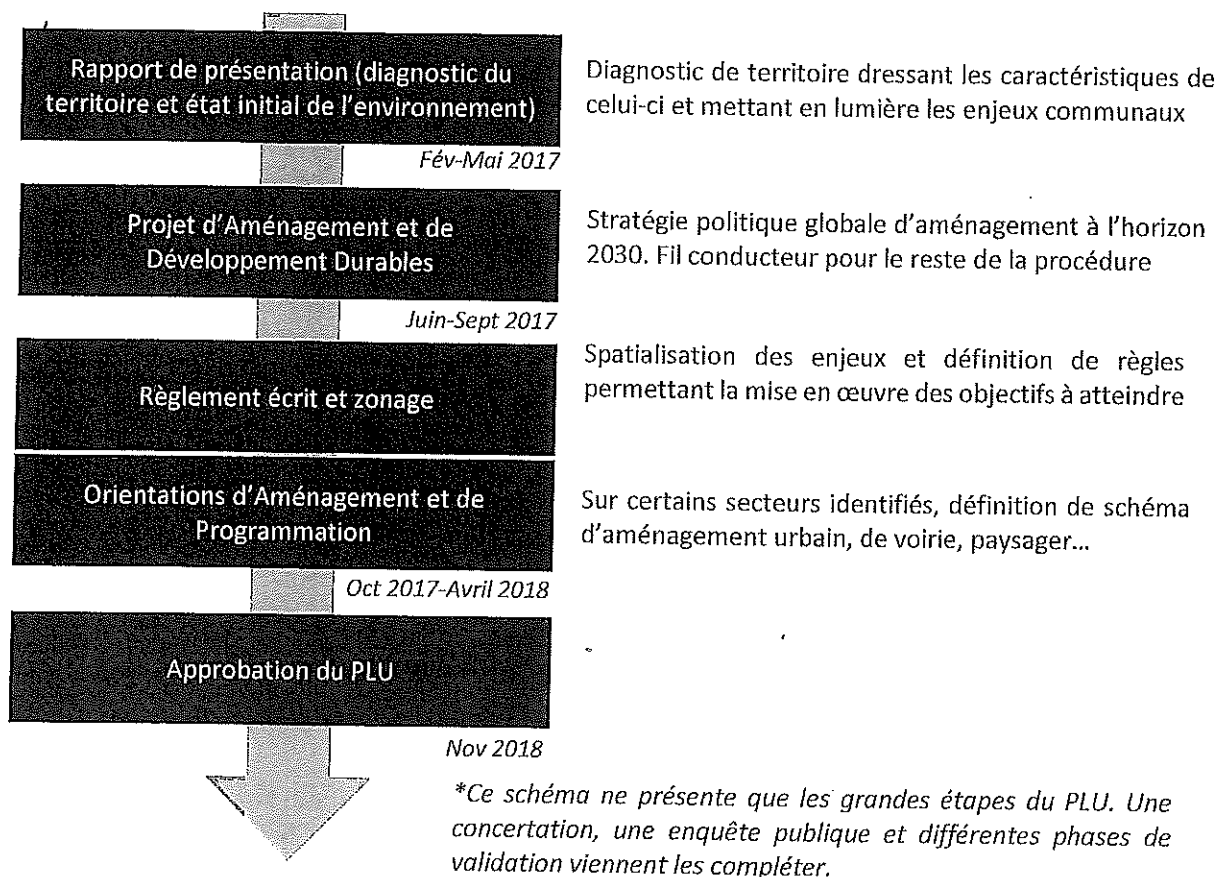 Rapport de présentation (diagnostic du
territoire et état initial de l'environnement)
Diagnostic de territoire dressant les caractéristiques de
celui-ci et mettant en lumière les enjeux communaux
Fév-Mai 2017
Projet d'Aménagement et de
Développement Durables
Stratégie politique globale d'aménagement à l'horizon
2030. Fil conducteur pour le reste de la procédure
Juin-Sept 2017
Règlement écrit et zonage
Spatialisation des enjeux et définition de règles
permettant la mise en œuvre des objectifs à atteindre
Orientations d'Aménagement et de
Programmation
Sur certains secteurs identifiés, définition de schéma
d'aménagement urbain, de voirie, paysager...
Oct 2017-Avril 2018
Approbation du PLU
Nov 2018
*Ce schéma ne présente que les grandes étapes du PLU. Une
concertation, une enquête publique et différentes phases de
validation viennent les compléter.